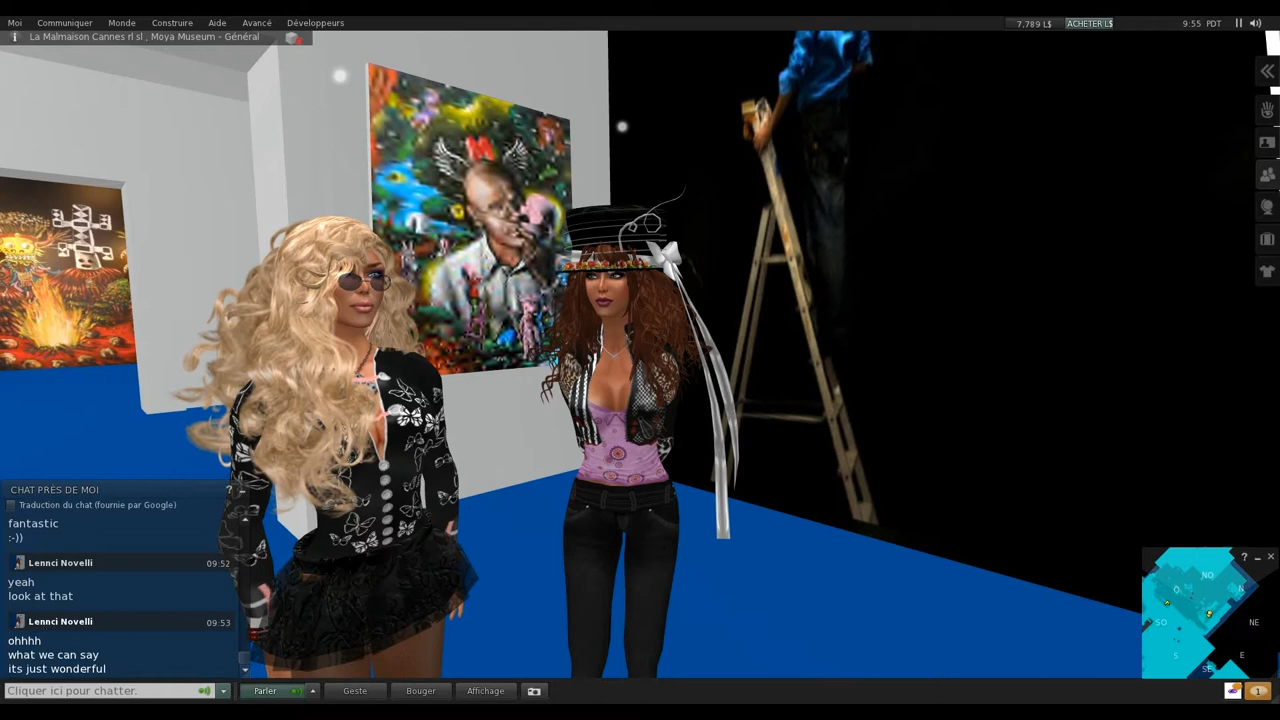 Moi Communiquer Monde Construire Aide Avancé Développeurs 7,789 L$ ACHETER L$ 9:55 PDT
La Malmaison Cannes rl sl , Moya Museum - Général
M
CHAT PRÈS DE MOI ?
Traduction du chat (fournie par Google)
fantastic
:-))
Lennci Novelli 09:52
yeah
look at that
Lennci Novelli 09:53
ohhhh
what we can say
its just wonderful
Cliquer ici pour chatter. Parler Geste Bouger Affichage
?
NO
O N
SO NE
S E
SE
1